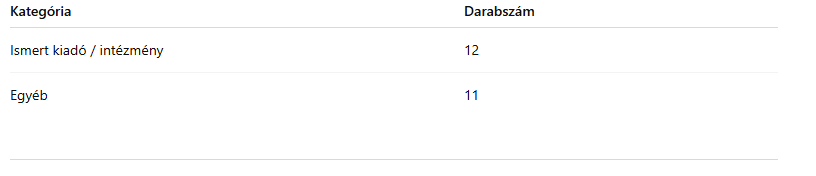 Kategória Darabszám
Ismert kiadó / intézmény 12
Egyéb 11